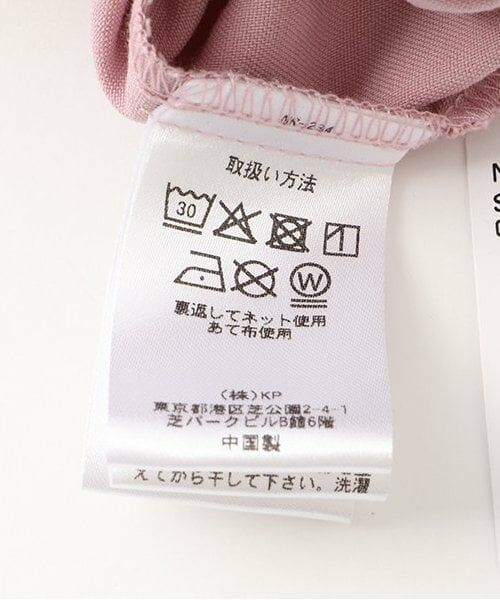 取扱い方法
30
W
裏返してネット使用
あて布使用
(株)KP
東京都港区芝公園2-4-1
芝パークビルB館6階
中国製
えてから干して下さい。洗濯
N
S